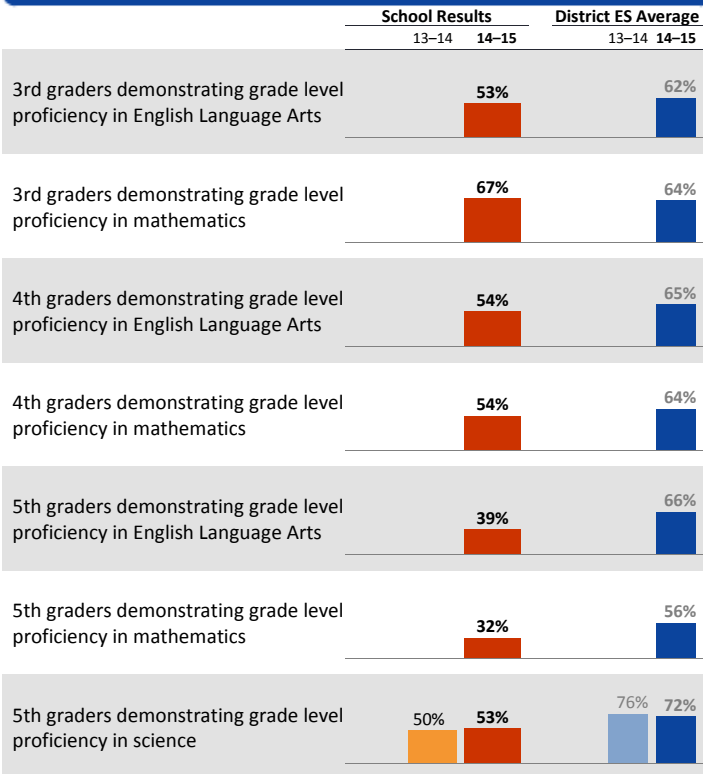 School Results District ES Average
13–14 14–15 13–14 14–15
3rd graders demonstrating grade level
proficiency in English Language Arts
53% 62%
3rd graders demonstrating grade level
proficiency in mathematics
67% 64%
4th graders demonstrating grade level
proficiency in English Language Arts
54% 65%
4th graders demonstrating grade level
proficiency in mathematics
54% 64%
5th graders demonstrating grade level
proficiency in English Language Arts
39% 66%
5th graders demonstrating grade level
proficiency in mathematics
32% 56%
5th graders demonstrating grade level
proficiency in science
50% 53% 76% 72%